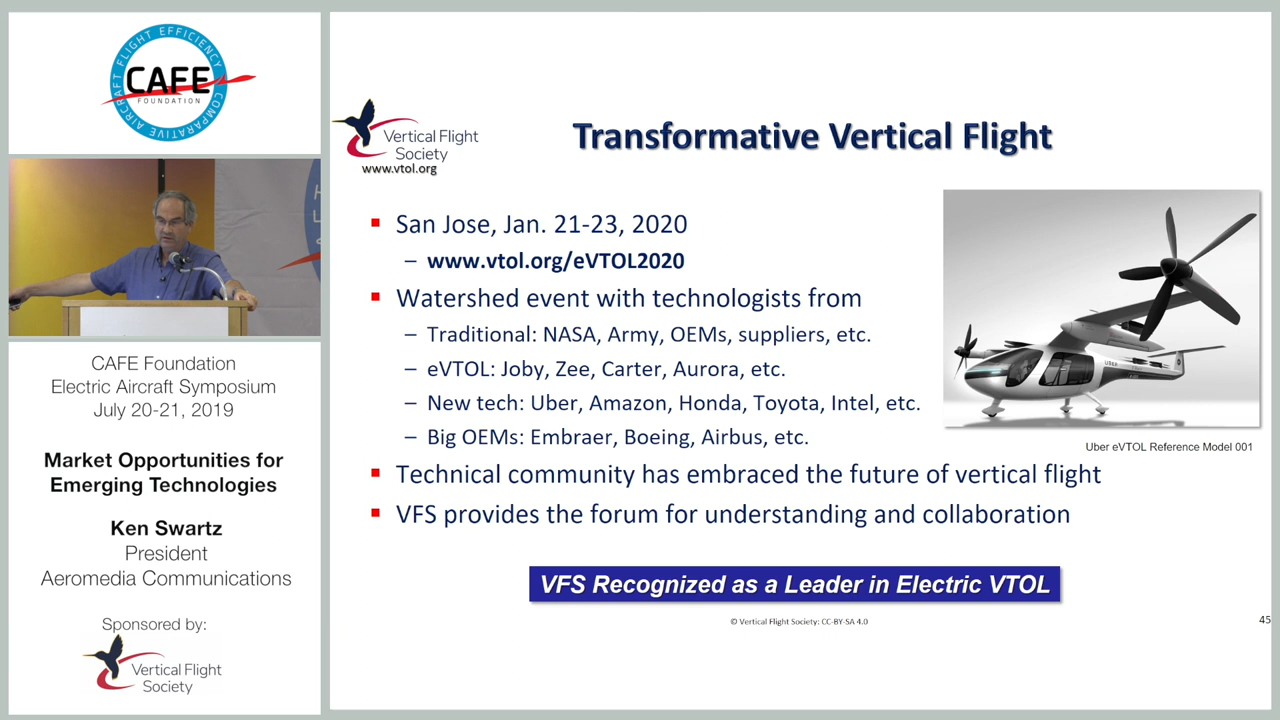 COMPARATIVE AIRCRAFT FLIGHT EFFICIENCY
CAFE
FOUNDATION
CAFE Foundation
Electric Aircraft Symposium
July 20-21, 2019
Market Opportunities for
Emerging Technologies
Ken Swartz
President
Aeromedia Communications
Sponsored by:
Vertical Flight
Society
Vertical Flight
Society
www.vtol.org
Transformative Vertical Flight
▪ San Jose, Jan. 21-23, 2020
– www.vtol.org/eVTOL2020
▪ Watershed event with technologists from
– Traditional: NASA, Army, OEMs, suppliers, etc.
– eVTOL: Joby, Zee, Carter, Aurora, etc.
– New tech: Uber, Amazon, Honda, Toyota, Intel, etc.
– Big OEMs: Embraer, Boeing, Airbus, etc.
▪ Technical community has embraced the future of vertical flight
▪ VFS provides the forum for understanding and collaboration
UBER
Uber eVTOL Reference Model 001
VFS Recognized as a Leader in Electric VTOL
© Vertical Flight Society: CC-BY-SA 4.0
45